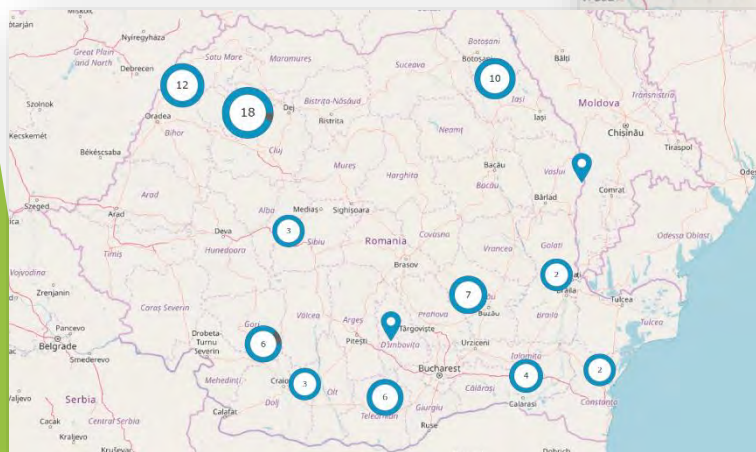 Nyíregyháza
Satu Mare
Maramureș
Botoșani
Great Plain
and North
Debrecen
Suceava
Bălți
12
10
Szolnok
Oradea
18
Dej
Bistrița-Năsăud
Bistrița
Iași
Iași
Moldova
Transnistria
Chișinău
Tiraspol
Kecskemét
Bihor
Cluj
Neamț
Békéscsaba
Mureș
Harghita
Bacău
Bacău
Vaslui
Comrat
Szeged
Arad
Arad
Alba
Mediaș
Sighișoara
Bârlad
Deva
3
Sibiu
Romania
Covasna
Vrancea
Galați
Odessa Oblast
Timiș
Hunedoara
Vojvodina
Brasov
2
Zrenjanin
Caraș Severin
Vâlcea
Argeș
Prahova
7
Buzău
Brăila
Braila
Tulcea
Tulcea
Pancevo
Belgrade
Smederevo
Drobeta-
Turnu
Severin
Gorj
6
Pitești
Târgoviște
Dâmbovița
Urziceni
Ialomița
Bucharest
4
2
Mehedinți
3
Dolj
Olt
6
Teleorman
Giurgiu
Călărași
Calarasi
Constanța
Serbia
Calafat
Ruse
Cacak
Central Serbia
Kraljevo
Kruševac
Dobrich